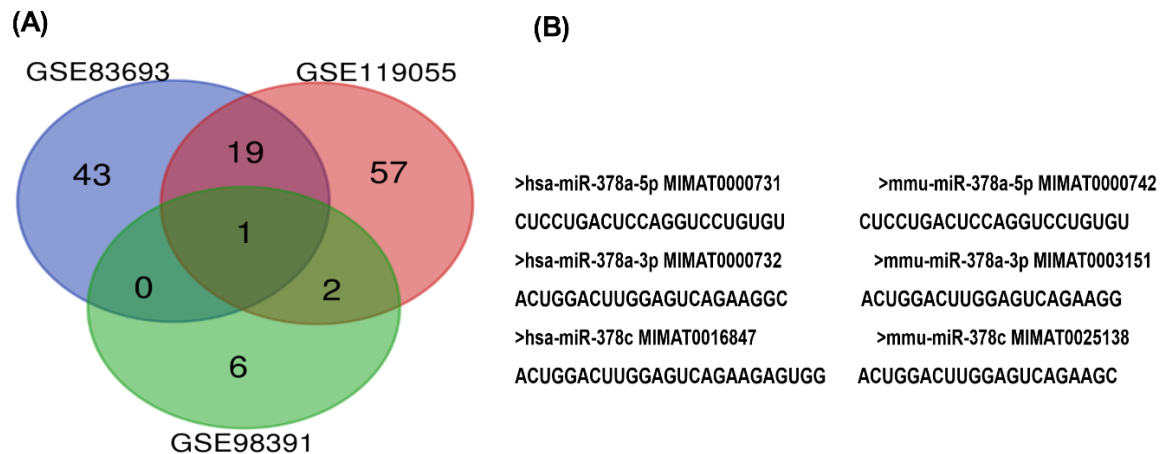 (A)
GSE83693
GSE119055
43
19
57
1
0
2
6
GSE98391
(B)
>hsa-miR-378a-5p MIMAT0000731
CUCCUGACUCCAGGUCCUGUGU
>hsa-miR-378a-3p MIMAT0000732
ACUGGACUUGGAGUCAGAAGGC
>hsa-miR-378c MIMAT0016847
ACUGGACUUGGAGUCAGAAGAGUGG
>mmu-miR-378a-5p MIMAT0000742
CUCCUGACUCCAGGUCCUGUGU
>mmu-miR-378a-3p MIMAT0003151
ACUGGACUUGGAGUCAGAAGG
>mmu-miR-378c MIMAT0025138
ACUGGACUUGGAGUCAGAAGC